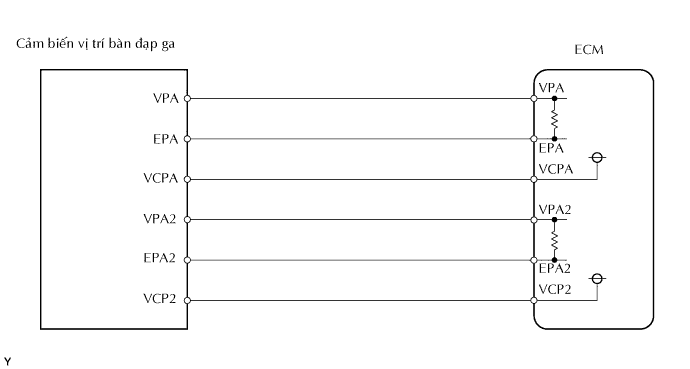 Cảm biến vị trí bàn đạp ga
ECM
VPA
VPA
EPA
EPA
VCPA
VCPA
VPA2
VPA2
EPA2
EPA2
VCP2
VCP2
Y